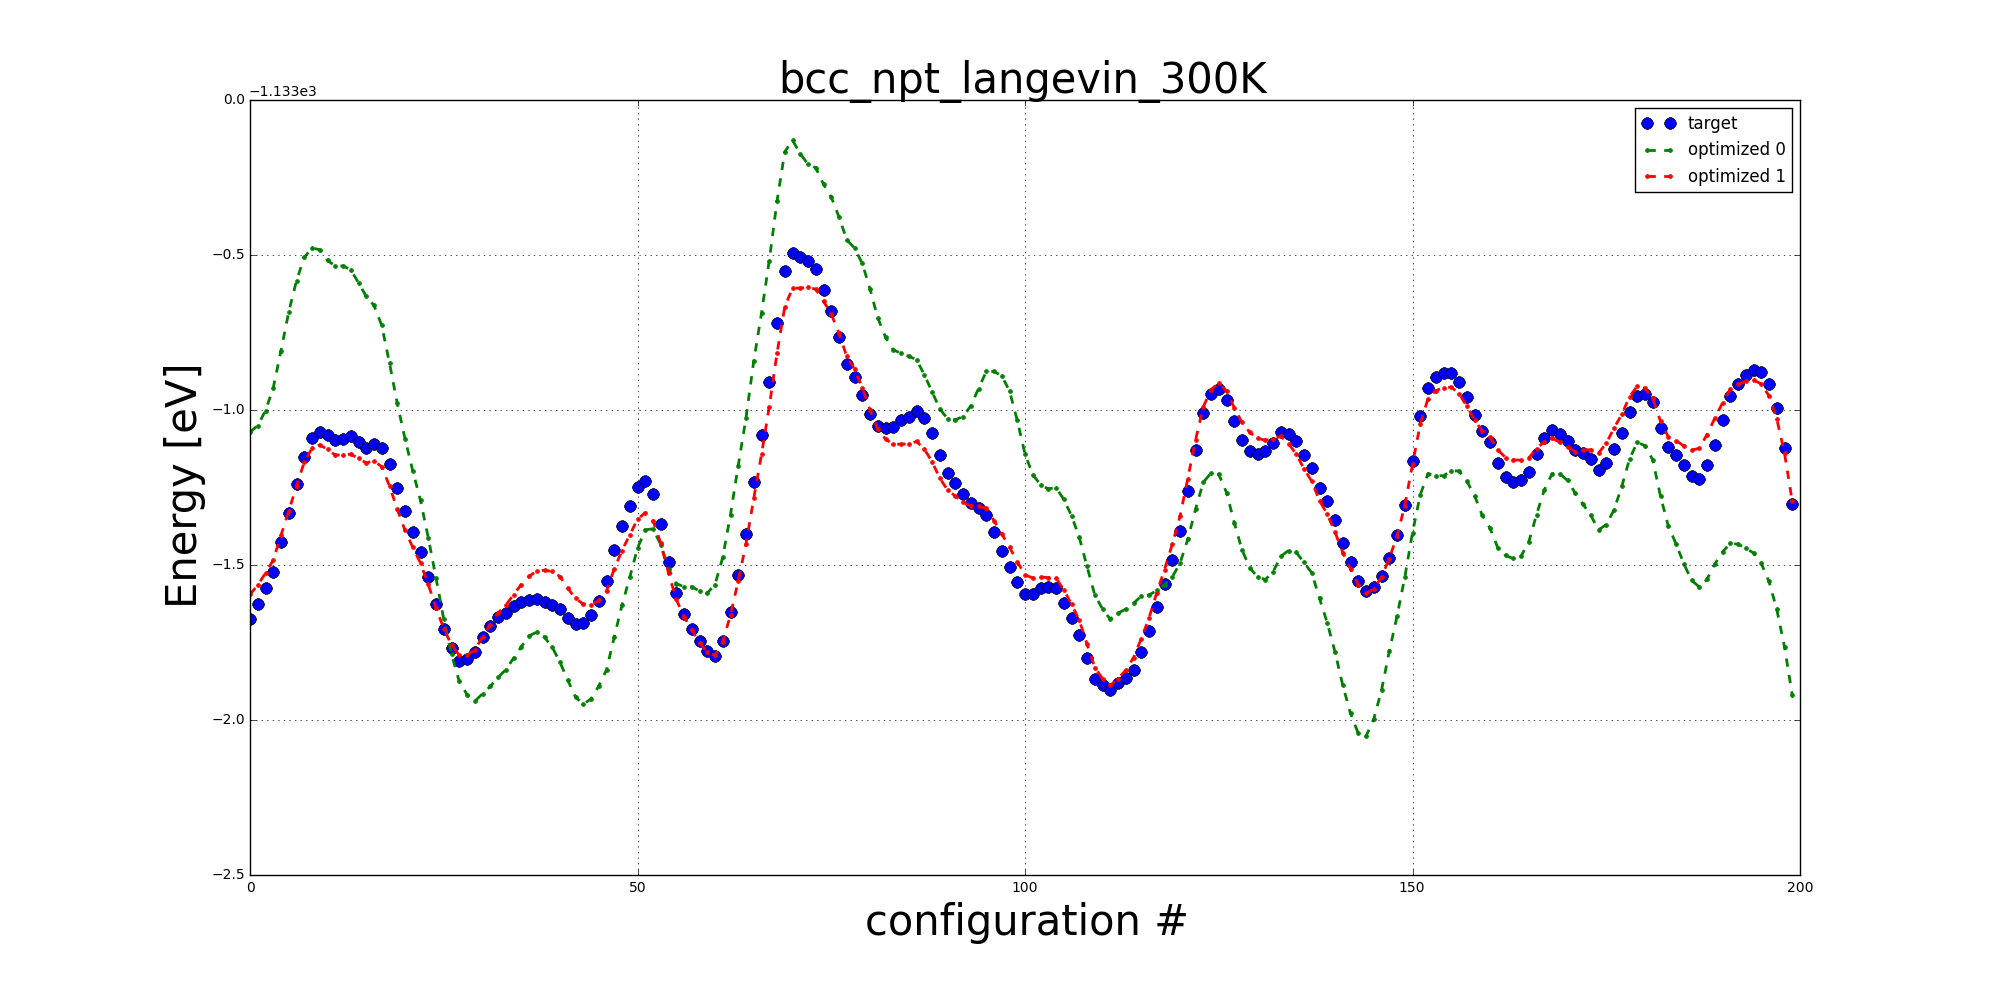 bcc_npt_langevin_300K
−1.133e3
0.0
−0.5
−1.0
−1.5
−2.0
−2.5
Energy [eV]
0
50
100
150
200
configuration #
target
optimized 0
optimized 1